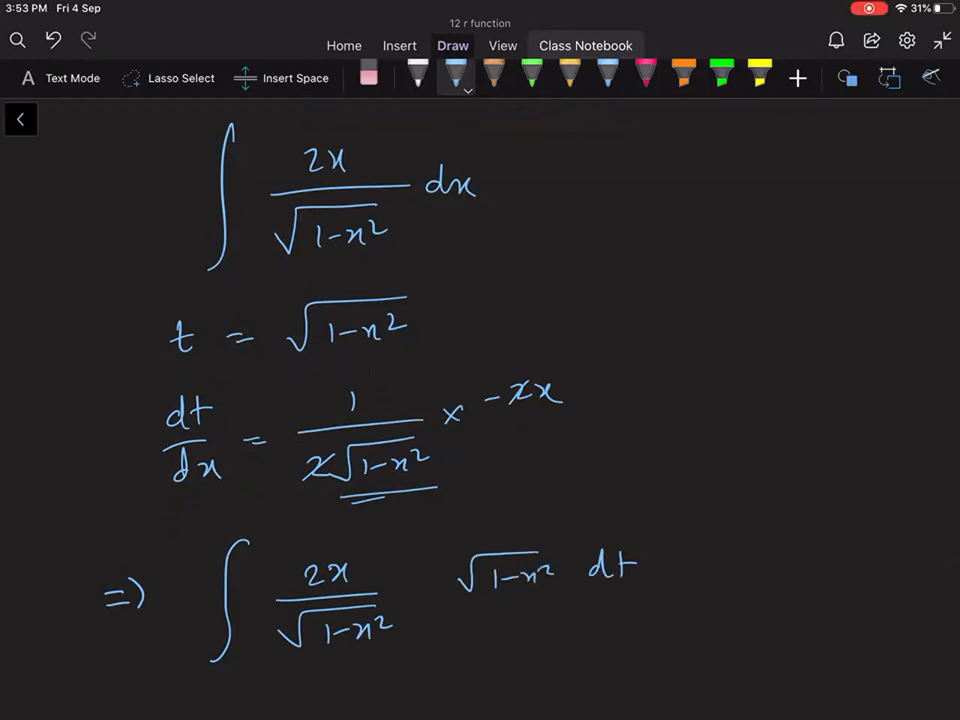 3:53 PM Fri 4 Sep 31%
12 r function
Home Insert Draw View Class Notebook
A Text Mode Lasso Select Insert Space
∫ 2x / √(1-x²) dx
t = √(1-x²)
dt/dx = 1 / 2√(1-x²) × -2x
=> ∫ 2x / √(1-x²) √(1-x²) dt